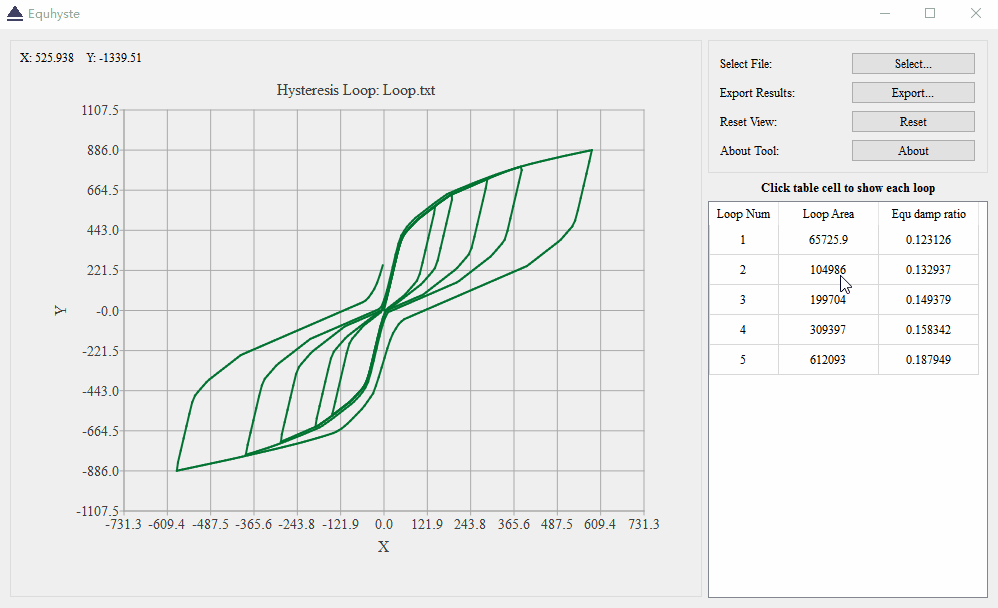 Equhyste
X: 525.938 Y: -1339.51
Hysteresis Loop: Loop.txt
1107.5
886.0
664.5
443.0
221.5
-0.0
-221.5
-443.0
-664.5
-886.0
-1107.5
Y
-731.3 -609.4 -487.5 -365.6 -243.8 -121.9 0.0 121.9 243.8 365.6 487.5 609.4 731.3
X
Select File: Select...
Export Results: Export...
Reset View: Reset
About Tool: About
Click table cell to show each loop
Loop Num Loop Area Equ damp ratio
1 65725.9 0.123126
2 104986 0.132937
3 199704 0.149379
4 309397 0.158342
5 612093 0.187949